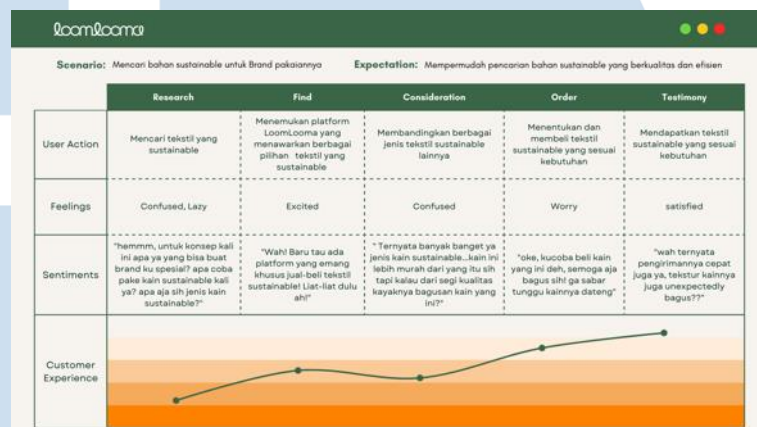 loomlooma
Scenario: Mencari bahan sustainable untuk Brand pakaiannya
Expectation: Mempermudah pencarian bahan sustainable yang berkualitas dan efisien
Research
Find
Consideration
Order
Testimony
User Action
Mencari tekstil yang
sustainable
Menemukan platform
LoomLooma yang
menawarkan berbagai
pilihan tekstil yang
sustainable
Membandingkan berbagai
jenis tekstil sustainable
lainnya
Menentukan dan
membeli tekstil
sustainable yang sesuai
kebutuhan
Mendapatkan tekstil
sustainable yang sesuai
kebutuhan
Feelings
Confused, Lazy
Excited
Confused
Worry
satisfied
Sentiments
"hemmm, untuk konsep kali
ini apa ya yang bisa buat
brand ku spesial? apa coba
pake kain sustainable kali
ya? apa aja sih jenis kain
sustainable?"
"Wah! Baru tau ada
platform yang emang
khusus jual-beli tekstil
sustainable! Liat-liat dulu
ah!"
" Ternyata banyak banget ya
jenis kain sustainable...kain ini
lebih murah dari yang itu sih
tapi kalau dari segi kualitas
kayaknya bagusan kain yang
ini?"
"oke, kucoba beli kain
yang ini deh, semoga aja
bagus sih! ga sabar
tunggu kainnya dateng"
"wah ternyata
pengirimannya cepat
juga ya, tekstur kainnya
juga unexpectedly
bagus??"
Customer
Experience